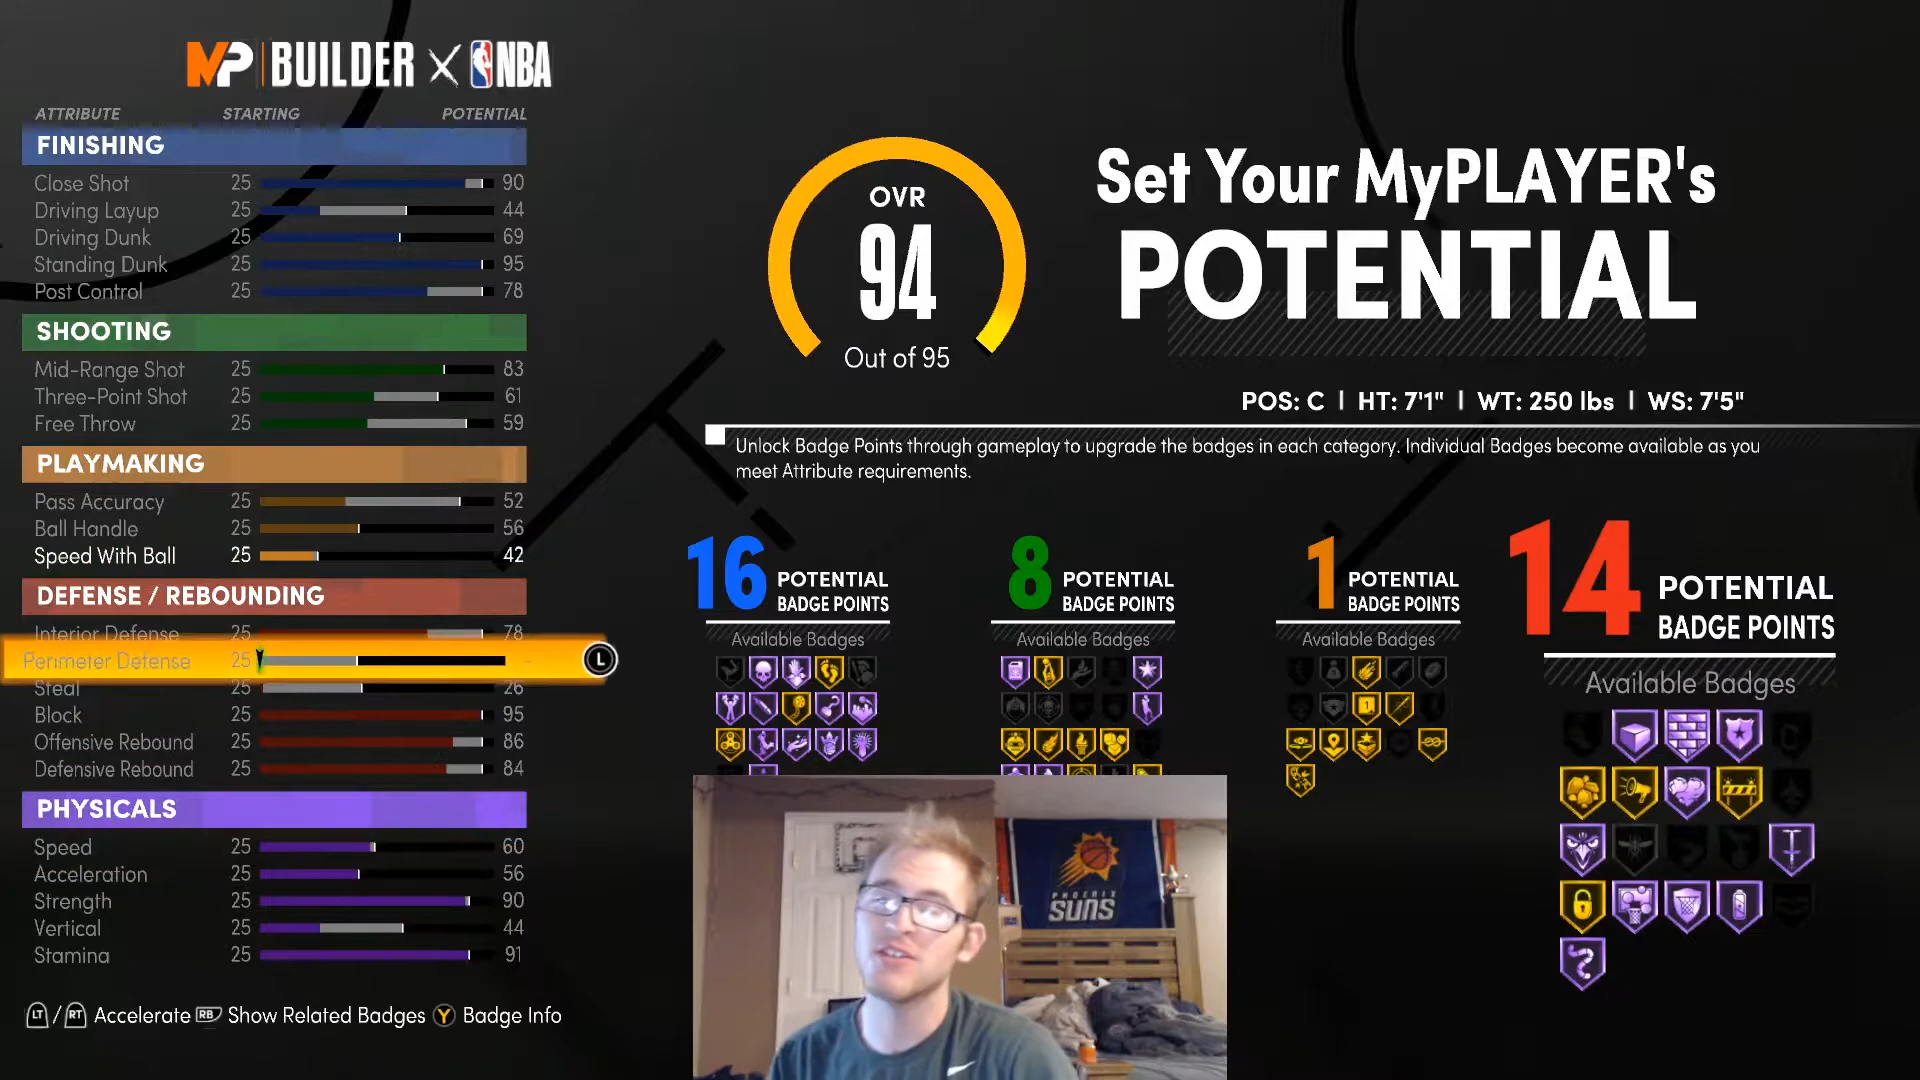 MP | BUILDER X NBA
ATTRIBUTE STARTING POTENTIAL
FINISHING
Close Shot 25 90
Driving Layup 25 44
Driving Dunk 25 69
Standing Dunk 25 95
Post Control 25 78
SHOOTING
Mid-Range Shot 25 83
Three-Point Shot 25 61
Free Throw 25 59
PLAYMAKING
Pass Accuracy 25 52
Ball Handle 25 56
Speed With Ball 25 42
DEFENSE / REBOUNDING
Interior Defense 25 78
Perimeter Defense 25 - L
Steal 25 26
Block 25 95
Offensive Rebound 25 86
Defensive Rebound 25 84
PHYSICALS
Speed 25 60
Acceleration 25 56
Strength 25 90
Vertical 25 44
Stamina 25 91
LT / RT Accelerate RB Show Related Badges Y Badge Info
OVR
94
Out of 95
Set Your MyPLAYER's
POTENTIAL
POS: C | HT: 7'1" | WT: 250 lbs | WS: 7'5"
Unlock Badge Points through gameplay to upgrade the badges in each category. Individual Badges become available as you
meet Attribute requirements.
16 POTENTIAL
BADGE POINTS
Available Badges
8 POTENTIAL
BADGE POINTS
Available Badges
1 POTENTIAL
BADGE POINTS
Available Badges
14 POTENTIAL
BADGE POINTS
Available Badges
PHOENIX
SUNS